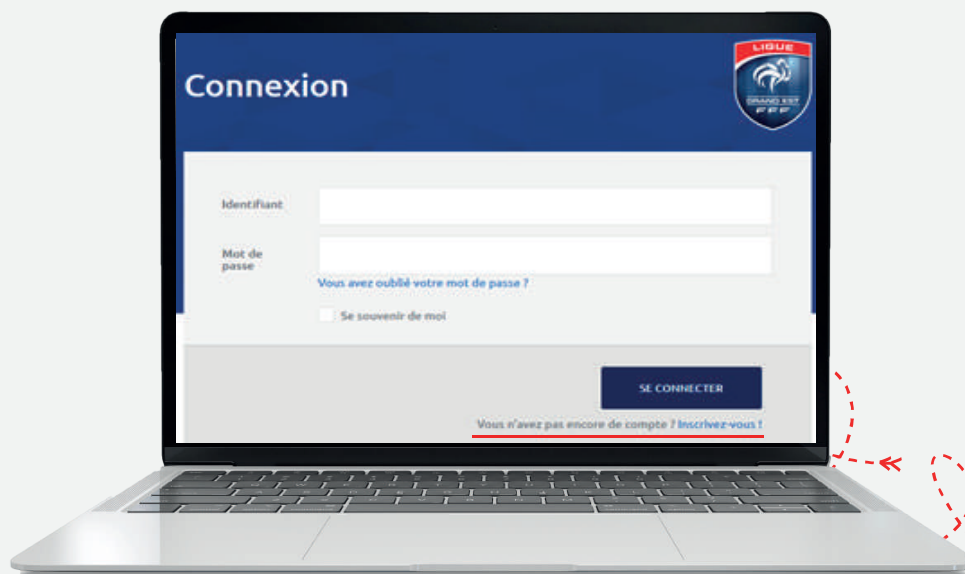 Connexion
LIGUE
GRAND EST
FFF
Identifiant
Mot de
passe
Vous avez oublié votre mot de passe ?
Se souvenir de moi
SE CONNECTER
Vous n'avez pas encore de compte ? Inscrivez-vous !